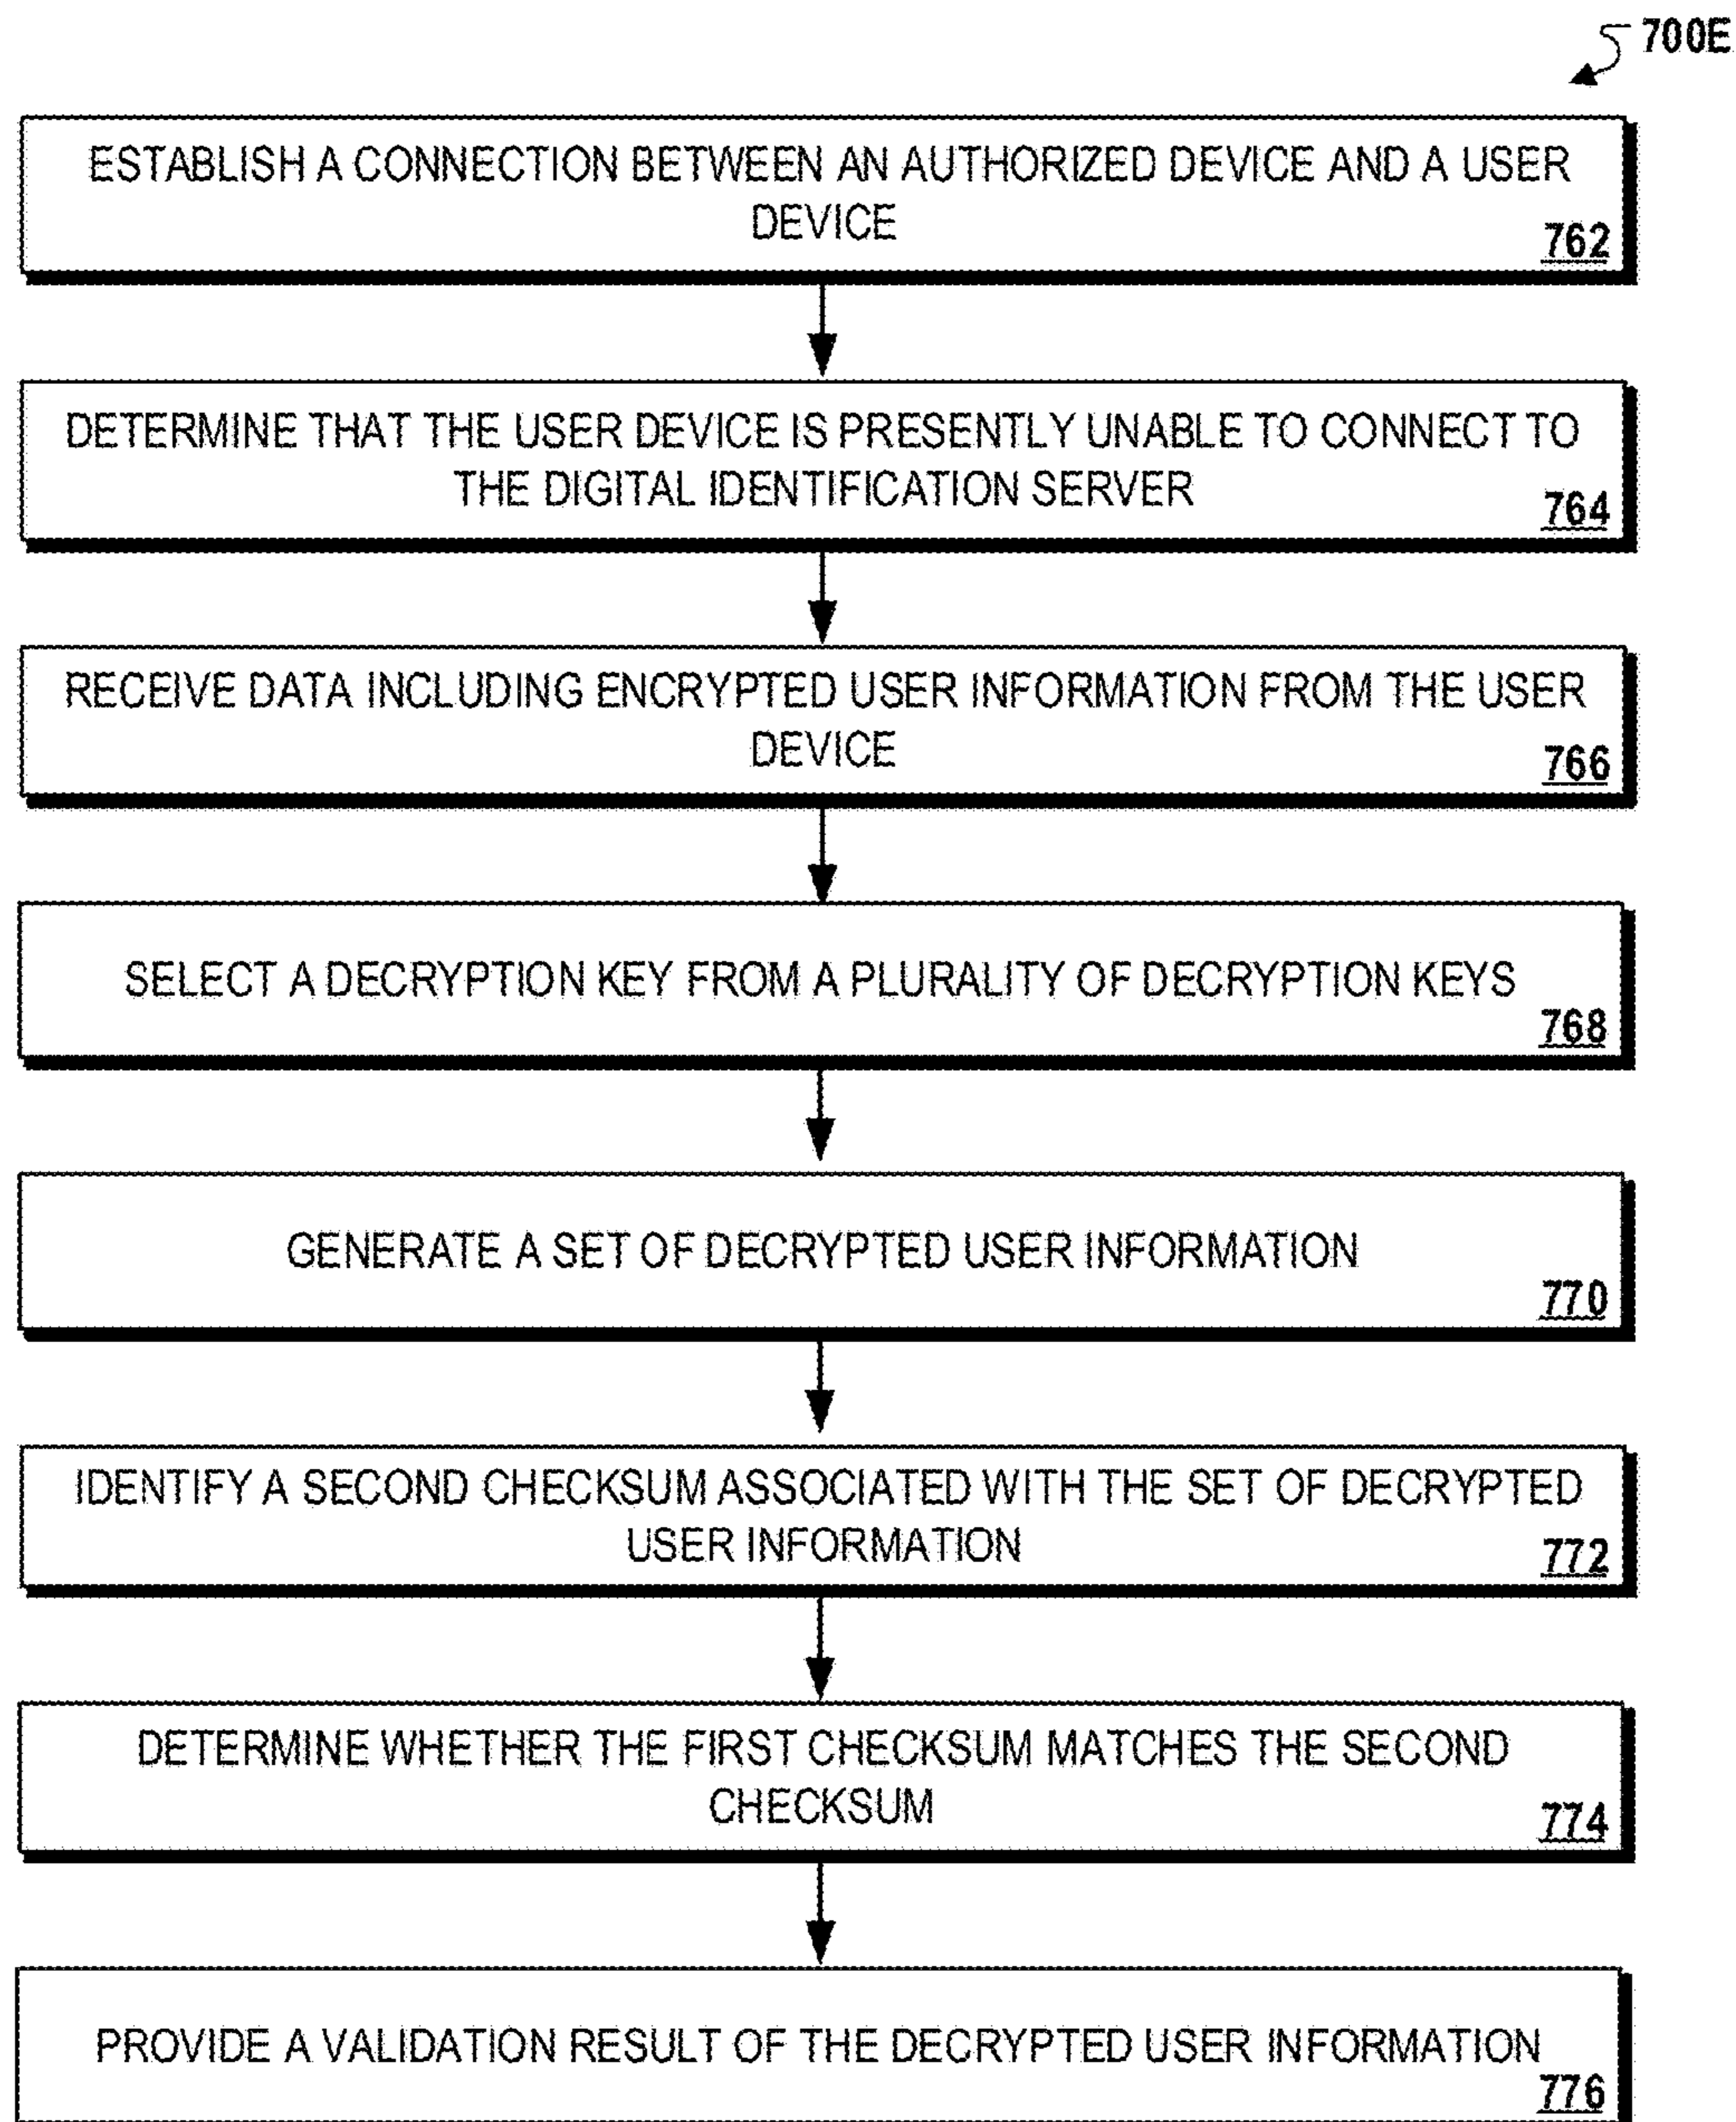 700E
ESTABLISH A CONNECTION BETWEEN AN AUTHORIZED DEVICE AND A USER
DEVICE
762
DETERMINE THAT THE USER DEVICE IS PRESENTLY UNABLE TO CONNECT TO
THE DIGITAL IDENTIFICATION SERVER
764
RECEIVE DATA INCLUDING ENCRYPTED USER INFORMATION FROM THE USER
DEVICE
766
SELECT A DECRYPTION KEY FROM A PLURALITY OF DECRYPTION KEYS
768
GENERATE A SET OF DECRYPTED USER INFORMATION
770
IDENTIFY A SECOND CHECKSUM ASSOCIATED WITH THE SET OF DECRYPTED
USER INFORMATION
772
DETERMINE WHETHER THE FIRST CHECKSUM MATCHES THE SECOND
CHECKSUM
774
PROVIDE A VALIDATION RESULT OF THE DECRYPTED USER INFORMATION
776